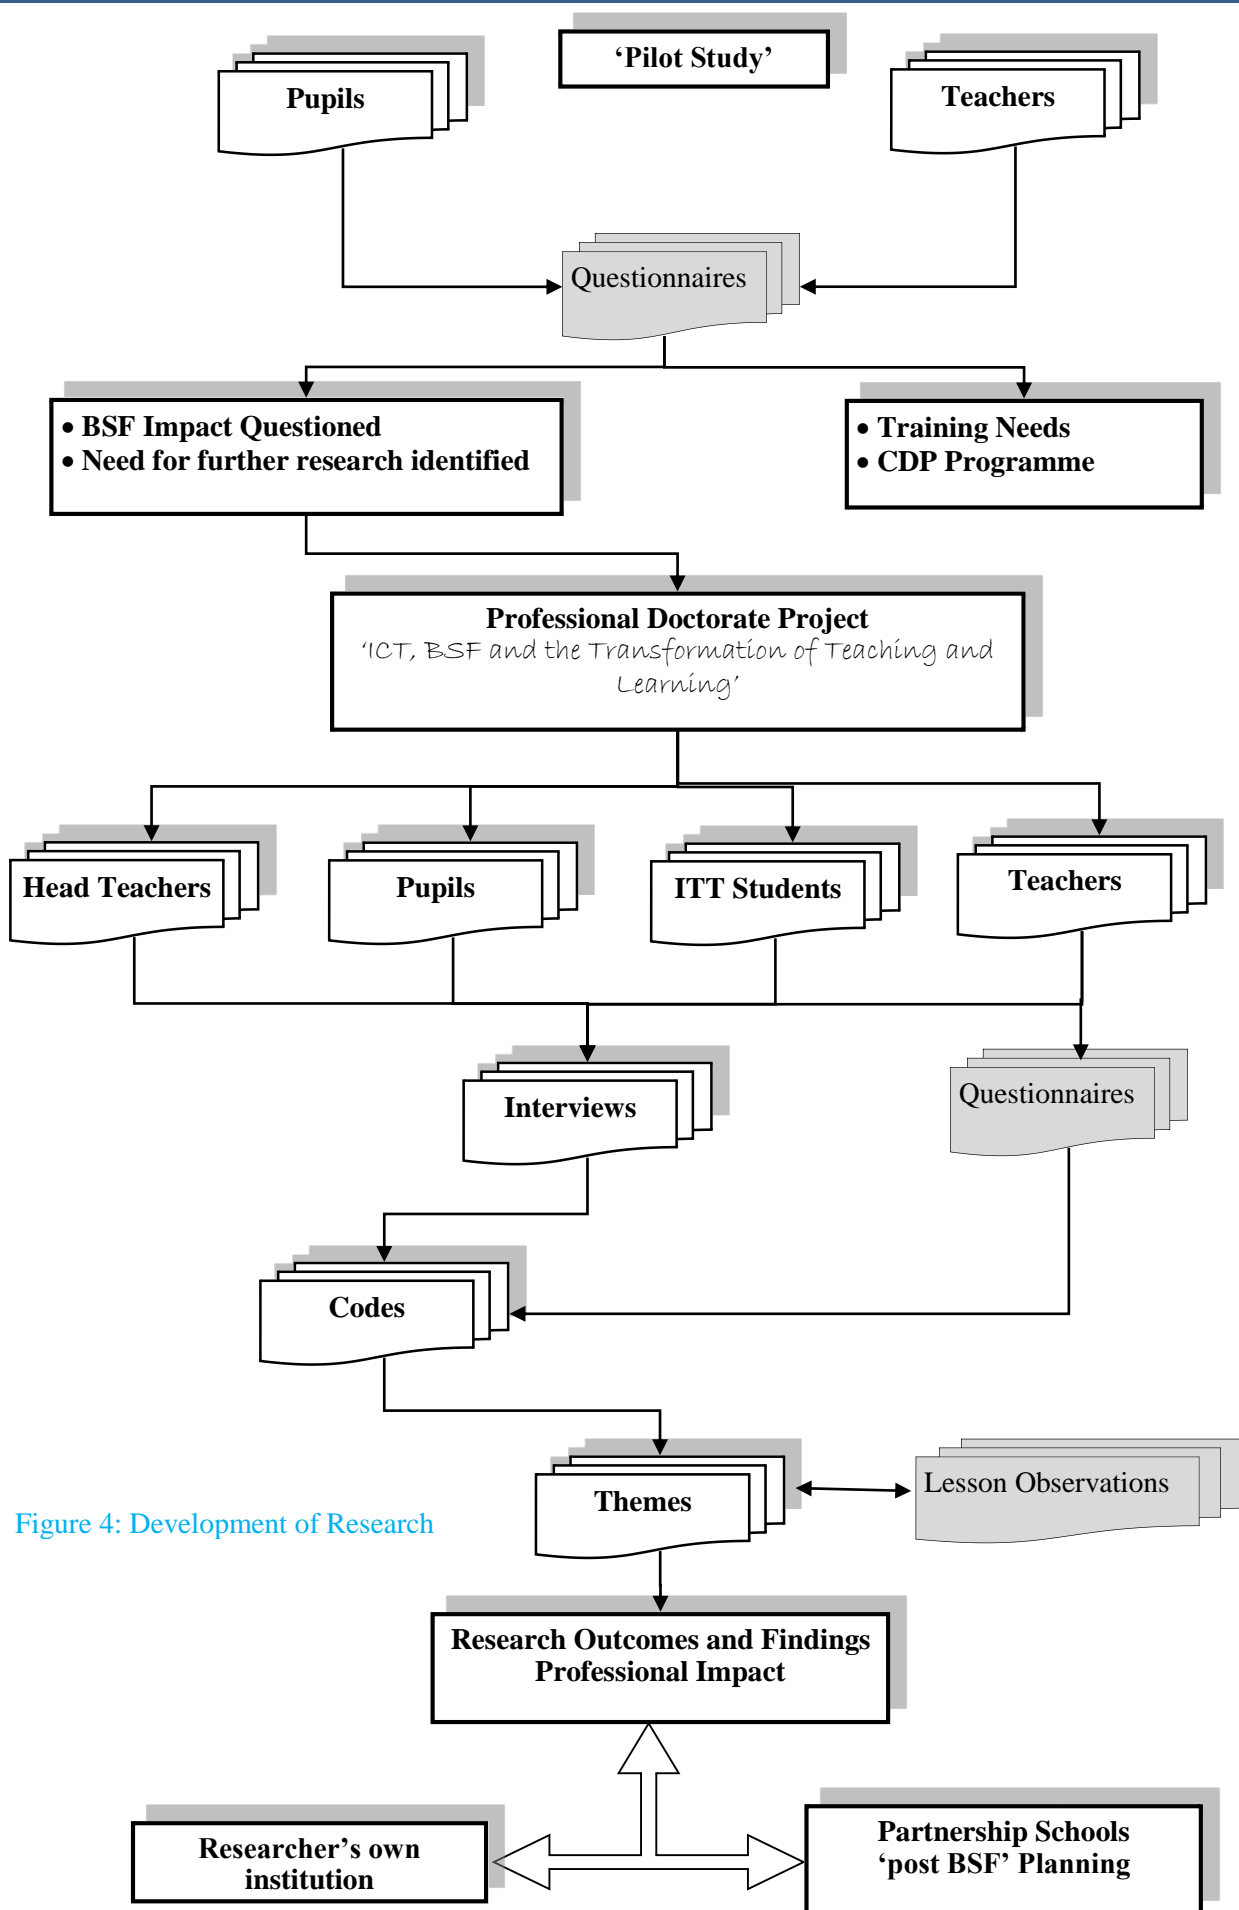 ‘Pilot Study’
Pupils
Teachers
Questionnaires
• BSF Impact Questioned
• Need for further research identified
• Training Needs
• CDP Programme
Professional Doctorate Project
‘ICT, BSF and the Transformation of Teaching and
Learning’
Head Teachers
Pupils
ITT Students
Teachers
Interviews
Questionnaires
Codes
Themes
Lesson Observations
Figure 4: Development of Research
Research Outcomes and Findings
Professional Impact
Researcher’s own
institution
Partnership Schools
‘post BSF’ Planning